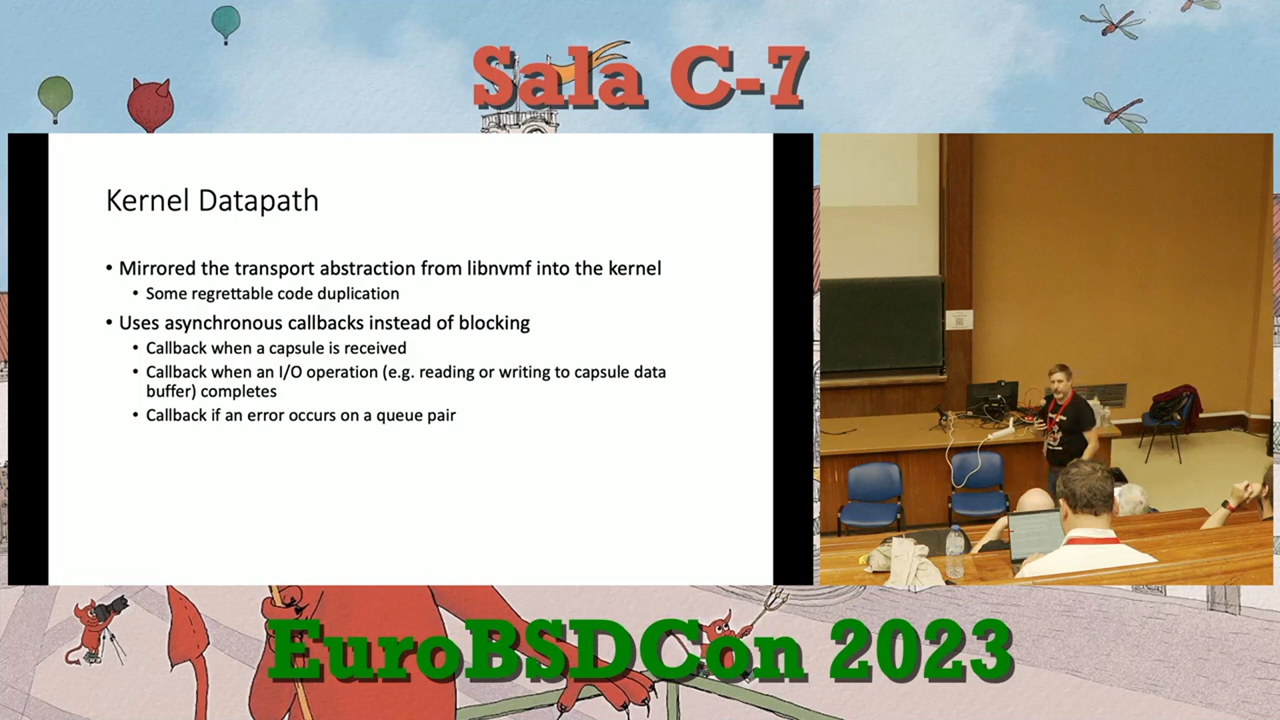 Sala C-7
Kernel Datapath
• Mirrored the transport abstraction from libnvmf into the kernel
• Some regrettable code duplication
• Uses asynchronous callbacks instead of blocking
• Callback when a capsule is received
• Callback when an I/O operation (e.g. reading or writing to capsule data
buffer) completes
• Callback if an error occurs on a queue pair
EuroBSDCon 2023